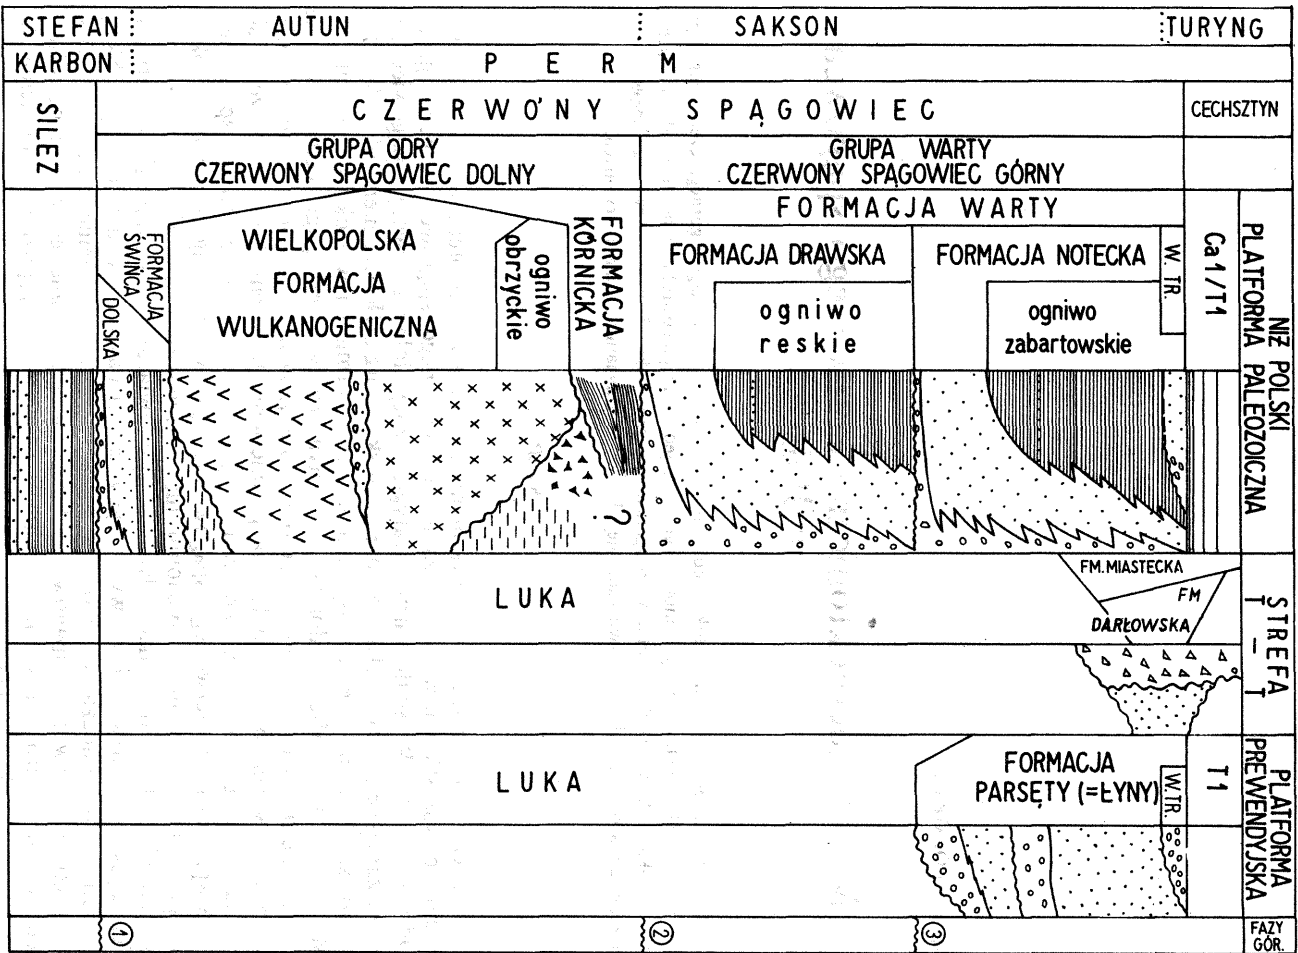 STEFAN
AUTUN
SAKSON
TURYNG
KARBON
P E R M
SILEZ
CZERWONY SPĄGOWIEC
CECHSZTYN
GRUPA ODRY
CZERWONY SPĄGOWIEC DOLNY
GRUPA WARTY
CZERWONY SPĄGOWIEC GÓRNY
FORMACJA WARTY
FORMACJA
ŚWIŃCA
DOLSKA
WIELKOPOLSKA
FORMACJA
WULKANOGENICZNA
ogniwo
obrzyckie
FORMACJA
KÓRNICKA
FORMACJA DRAWSKA
ogniwo
reskie
FORMACJA NOTECKA
ogniwo
zabartowskie
W. TR.
Ca1/T1
NIŻ POLSKI
PLATFORMA PALEOZOICZNA
?
LUKA
FM. MIASTECKA
FM
DARŁOWSKA
STREFA
T – T
LUKA
FORMACJA
PARSĘTY (=ŁYNY)
W.TR.
T1
PLATFORMA
PREWENDYJSKA
1
2
3
FAZY
GÓR.